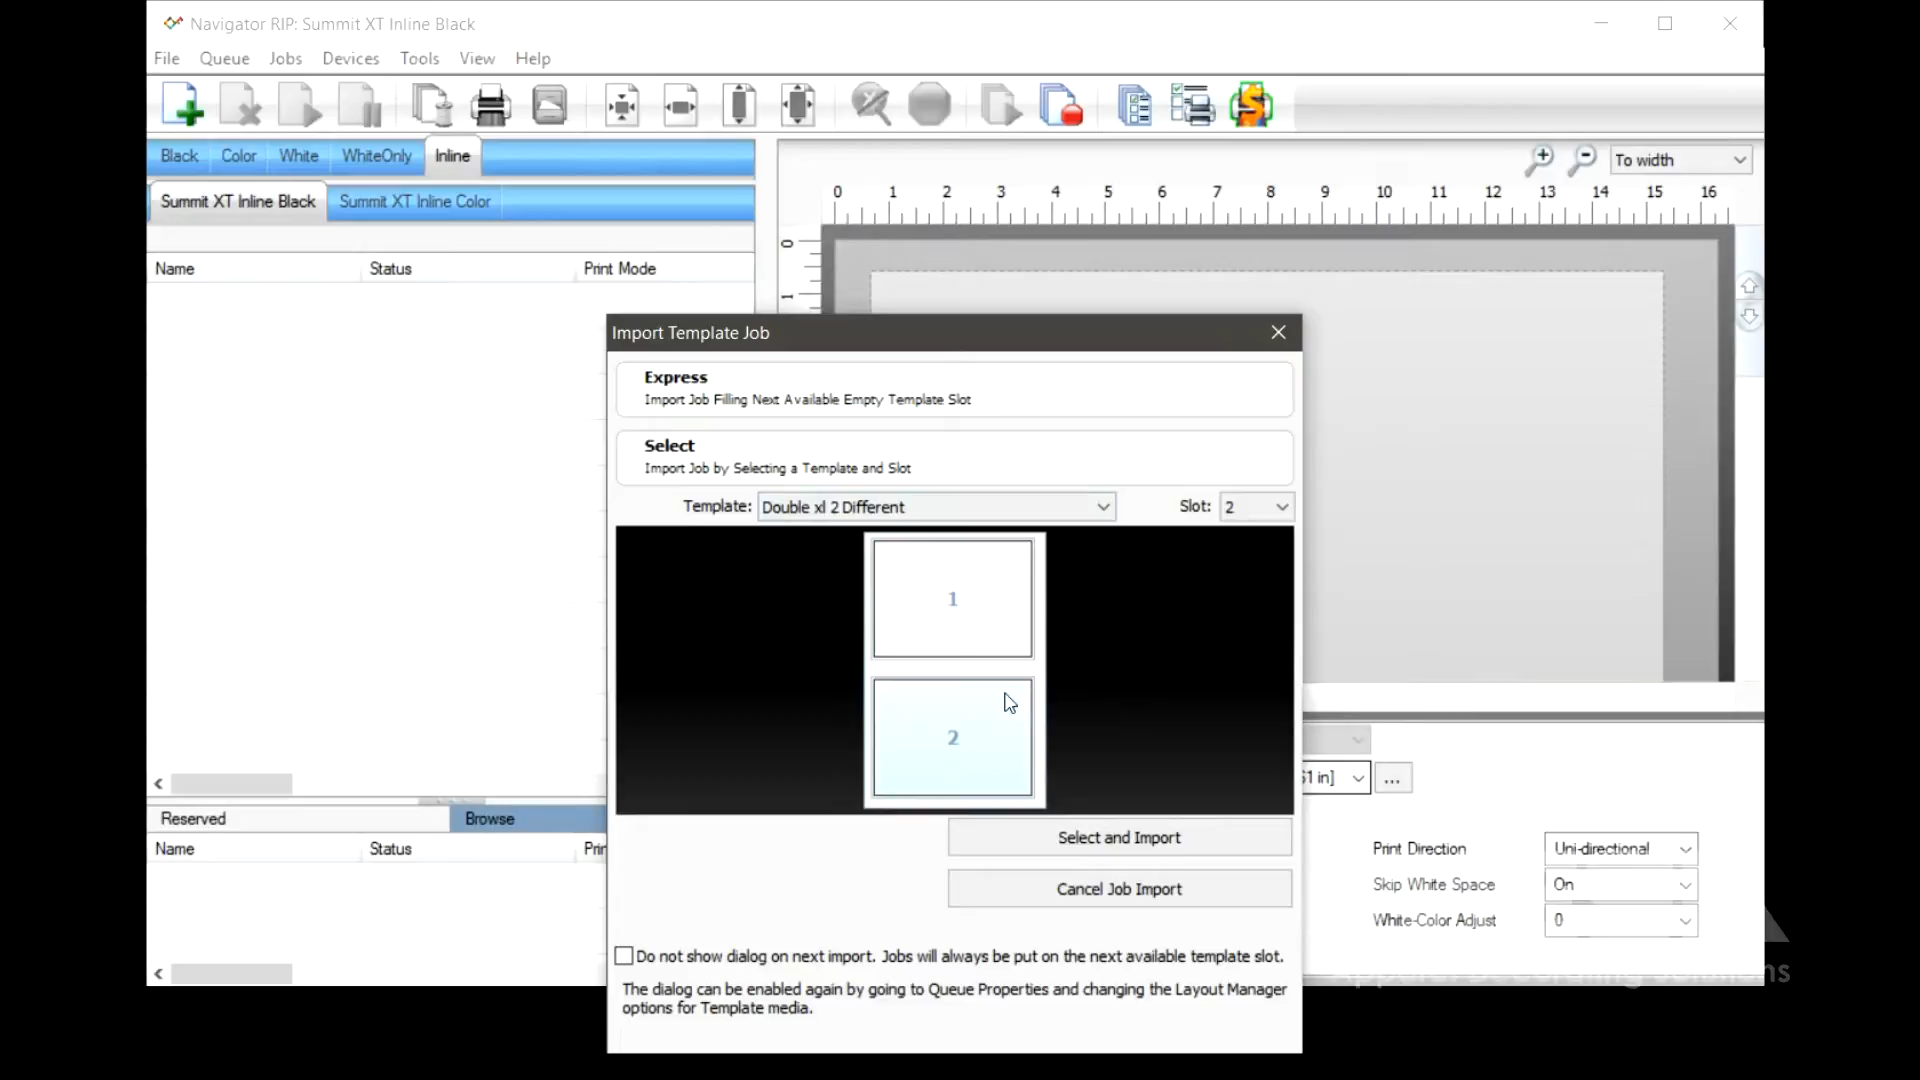 Navigator RIP: Summit XT Inline Black
File Queue Jobs Devices Tools View Help
Black Color White WhiteOnly Inline
To width
Summit XT Inline Black Summit XT Inline Color
0 1 2 3 4 5 6 7 8 9 10 11 12 13 14 15 16
0
Name Status Print Mode
1
Import Template Job
Express
Import Job Filling Next Available Empty Template Slot
Select
Import Job by Selecting a Template and Slot
Template: Double xl 2 Different Slot: 2
1
2
in]
...
Reserved Browse
Select and Import
Name Status
Print Direction Uni-directional
Cancel Job Import
Skip White Space On
White-Color Adjust 0
Do not show dialog on next import. Jobs will always be put on the next available template slot.
The dialog can be enabled again by going to Queue Properties and changing the Layout Manager
options for Template media.